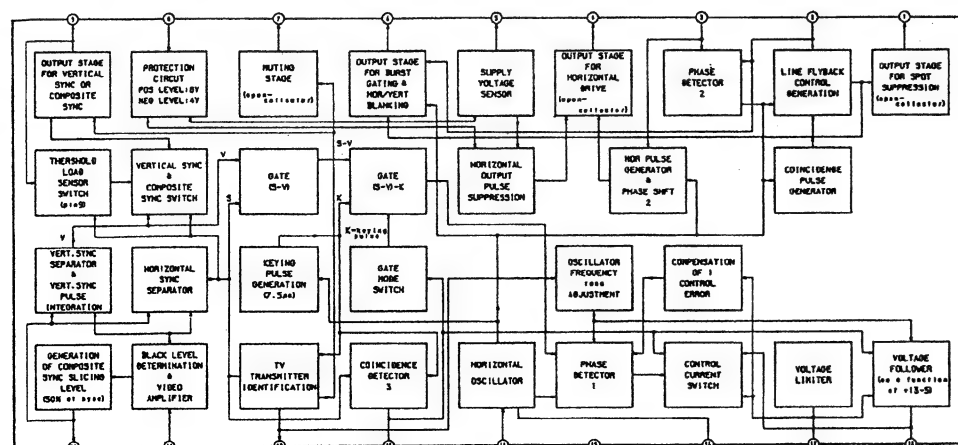 OUTPUT STAGE
FOR VERTICAL
SYNC OR
COMPOSITE
SYNC
PROTECTION
CIRCUT
POS LEVEL:8V
NEG LEVEL:4V
MUTING
STAGE
(open-
collector)
OUTPUT STAGE
FOR BURST
GATING &
HOR/VERT
BLANKING
SUPPLY
VOLTAGE
SENSOR
OUTPUT STAGE
FOR
HORIZONTAL
DRIVE
(open-
collector)
PHASE
DETECTOR
2
LINE FLYBACK
CONTROL
GENERATION
OUTPUT STAGE
FOR SPOT
SUPPRESSION
(open-
collector)
THERSHOLD
LOAD
SENSOR
SWITCH
(pin9)
VERTICAL SYNC
&
COMPOSITE
SYNC SWITCH
V
S
GATE
(S-V)
S-V
K
GATE
(S-V)-K
HORIZONTAL
OUTPUT
PULSE
SUPPRESSION
HOR PULSE
GENERATOR
&
PHASE SHIFT
2
COINCIDENCE
PULSE
GENERATOR
V
K=keying
pulse
VERT.SYNC
SEPARATOR
&
VERT.SYNC
PULSE
INTEGRATION
HORIZONTAL
SYNC
SEPARATOR
KEYING
PULSE
GENERATION
(7.5µs)
GATE
MODE
SWITCH
OSCILLATOR
FREQUENCY
ADJUSTMENT
COMPENSATION
OF I
CONTROL
ERROR
GENERATION
OF COMPOSITE
SYNC SLICING
LEVEL
(50% of sync)
BLACK LEVEL
DETERMINATION
&
VIDEO
AMPLIFIER
TV
TRANSMITTER
IDENTIFICATION
COINCIDENCE
DETECTOR
3
HORIZONTAL
OSCILLATOR
PHASE
DETECTOR
1
CONTROL
CURRENT
SWITCH
VOLTAGE
LIMITER
VOLTAGE
FOLLOWER
(as a function